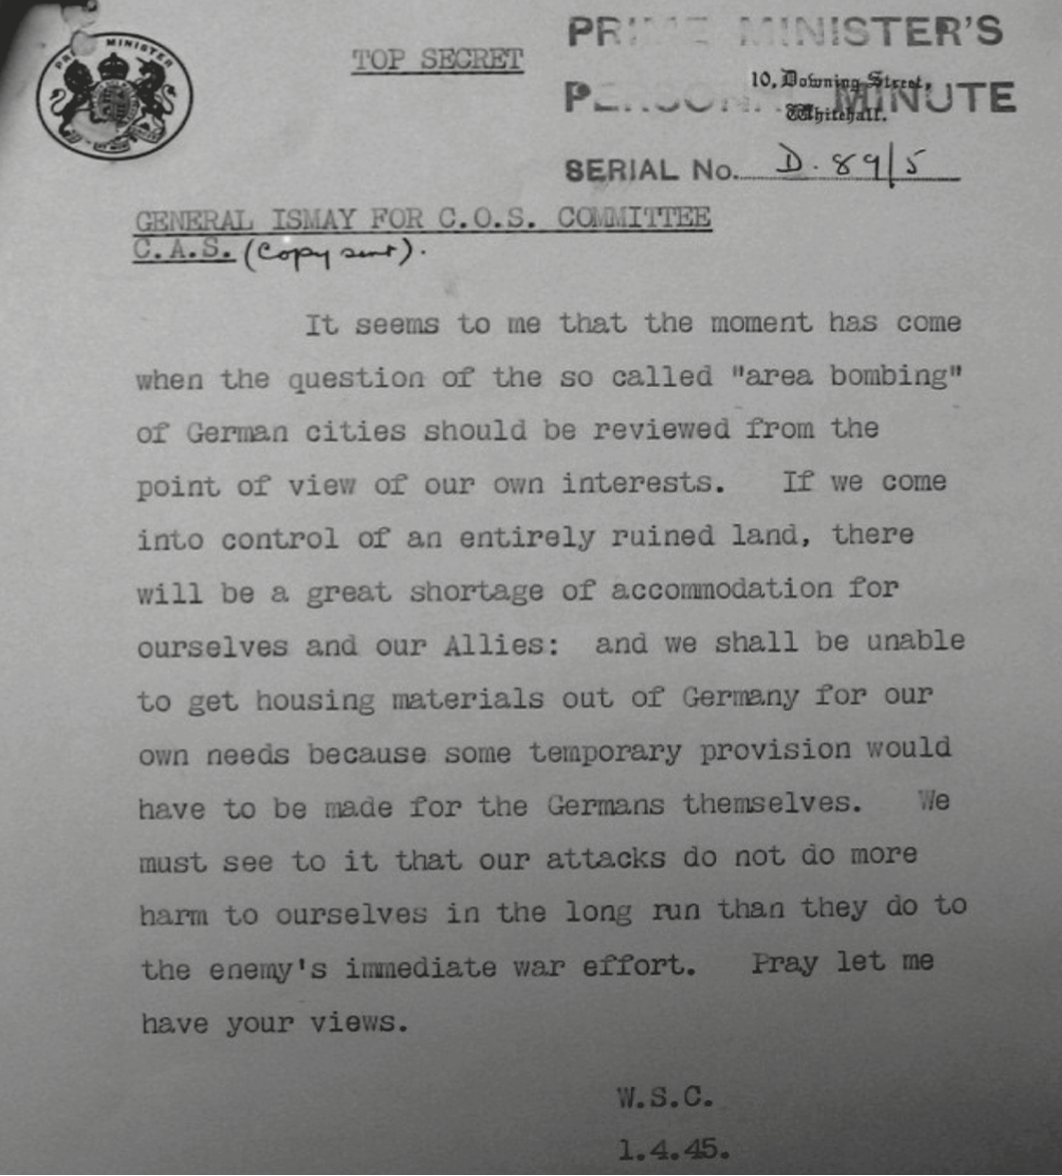 PRIME MINISTER
TOP SECRET
PRIME MINISTER'S
10, Downing Street,
PERSONAL MINUTE
Whitehall.
SERIAL No. D. 89/5
GENERAL ISMAY FOR C.O.S. COMMITTEE
C.A.S. (Copy sent).
It seems to me that the moment has come
when the question of the so called "area bombing"
of German cities should be reviewed from the
point of view of our own interests. If we come
into control of an entirely ruined land, there
will be a great shortage of accommodation for
ourselves and our Allies: and we shall be unable
to get housing materials out of Germany for our
own needs because some temporary provision would
have to be made for the Germans themselves. We
must see to it that our attacks do not do more
harm to ourselves in the long run than they do to
the enemy's immediate war effort. Pray let me
have your views.
W.S.C.
1.4.45.